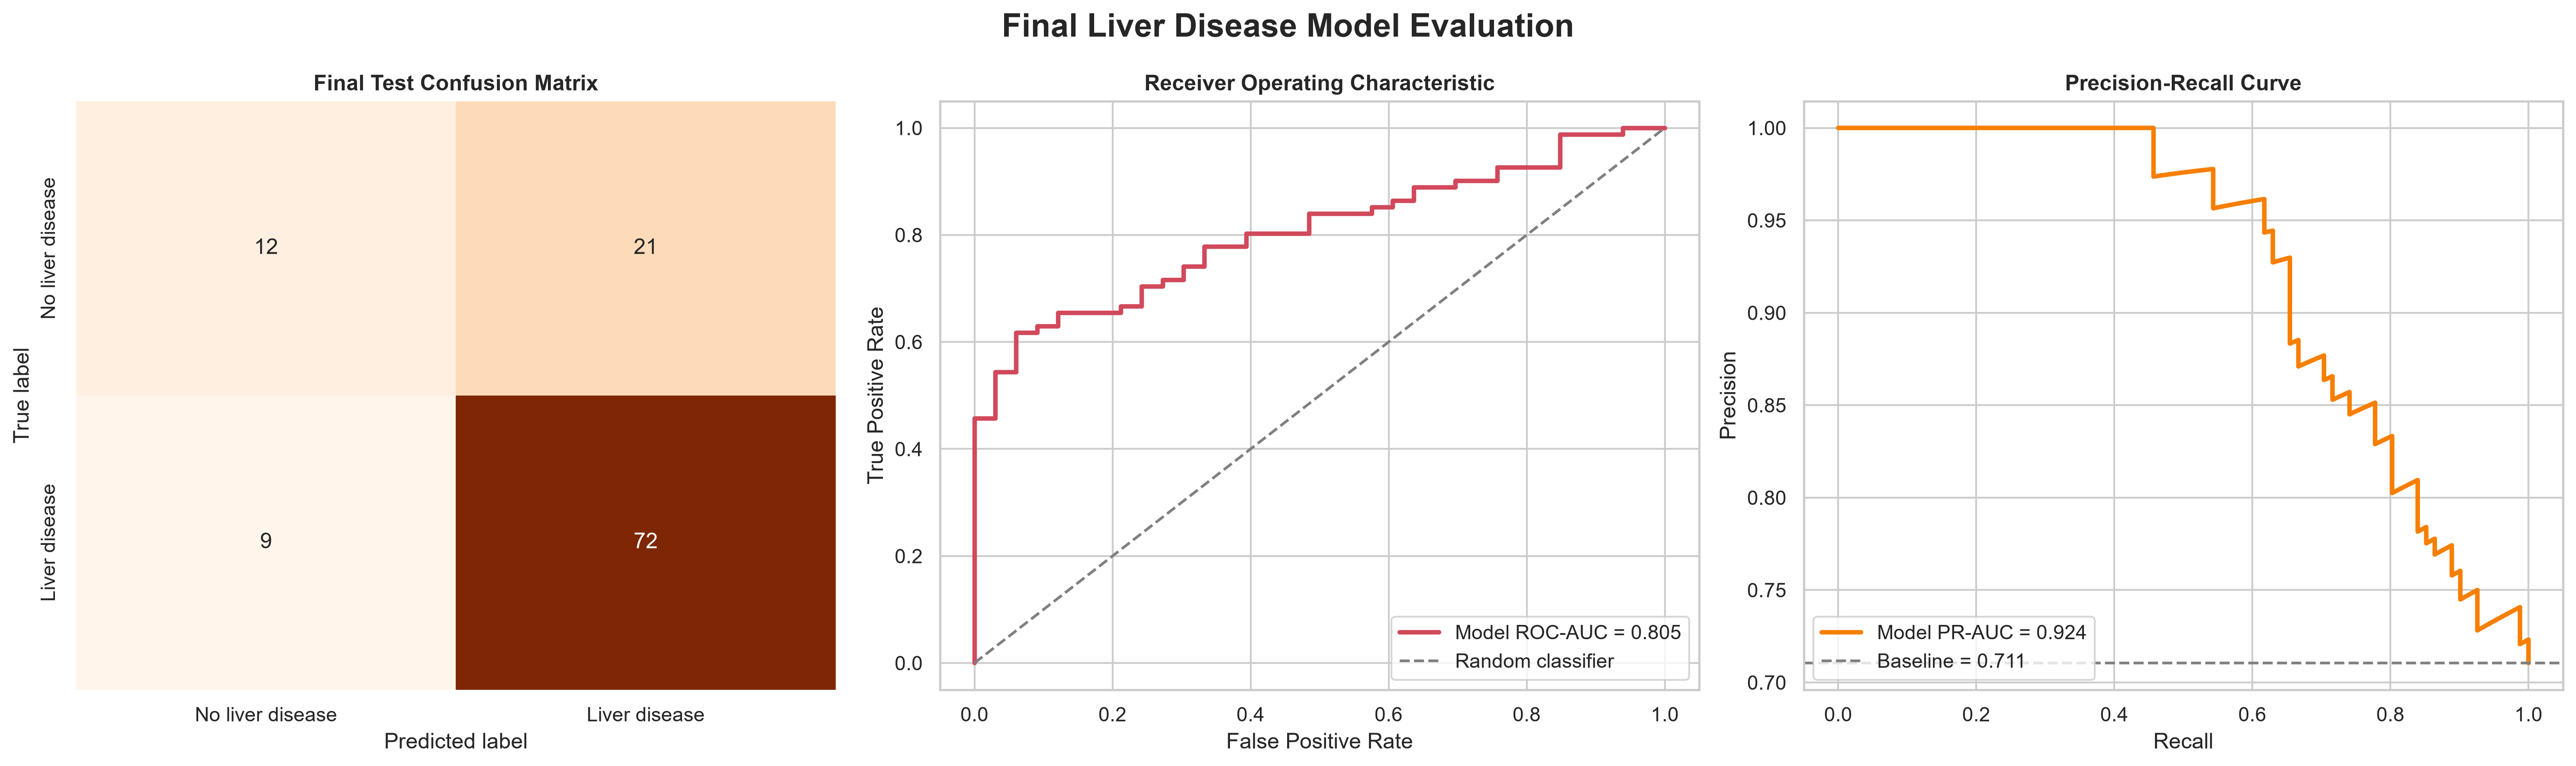 Final Liver Disease Model Evaluation
Final Test Confusion Matrix
True label
No liver disease
Liver disease
12
21
9
72
No liver disease
Liver disease
Predicted label
Receiver Operating Characteristic
True Positive Rate
1.0
0.8
0.6
0.4
0.2
0.0
Model ROC-AUC = 0.805
Random classifier
0.0
0.2
0.4
0.6
0.8
1.0
False Positive Rate
Precision-Recall Curve
Precision
1.00
0.95
0.90
0.85
0.80
0.75
0.70
Model PR-AUC = 0.924
Baseline = 0.711
0.0
0.2
0.4
0.6
0.8
1.0
Recall